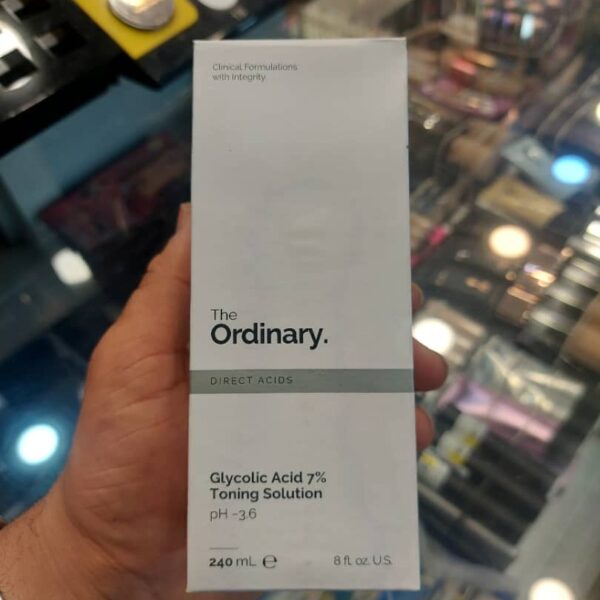 Clinical Formulations
with Integrity
The
Ordinary.
DIRECT ACIDS
Glycolic Acid 7%
Toning Solution
pH ~3.6
240 mL ℮ 8 fl. oz. U.S.